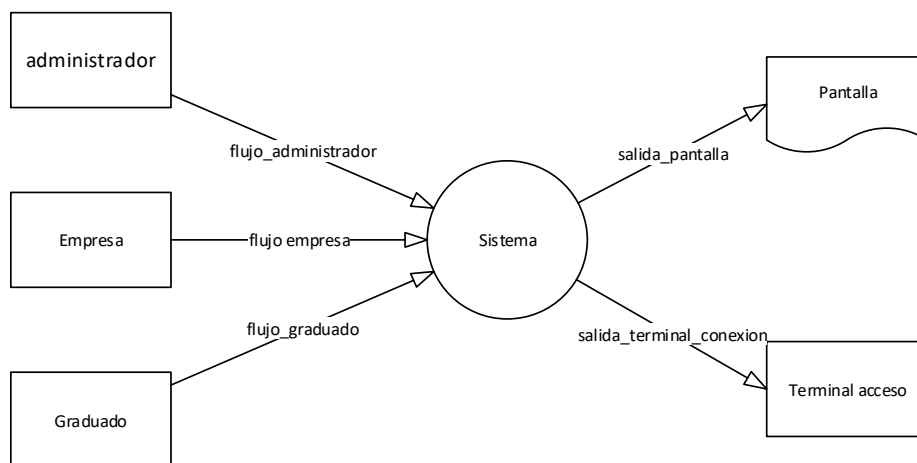 administrador
Pantalla
flujo_administrador
salida_pantalla
Empresa
flujo empresa
Sistema
flujo_graduado
salida_terminal_conexion
Graduado
Terminal acceso